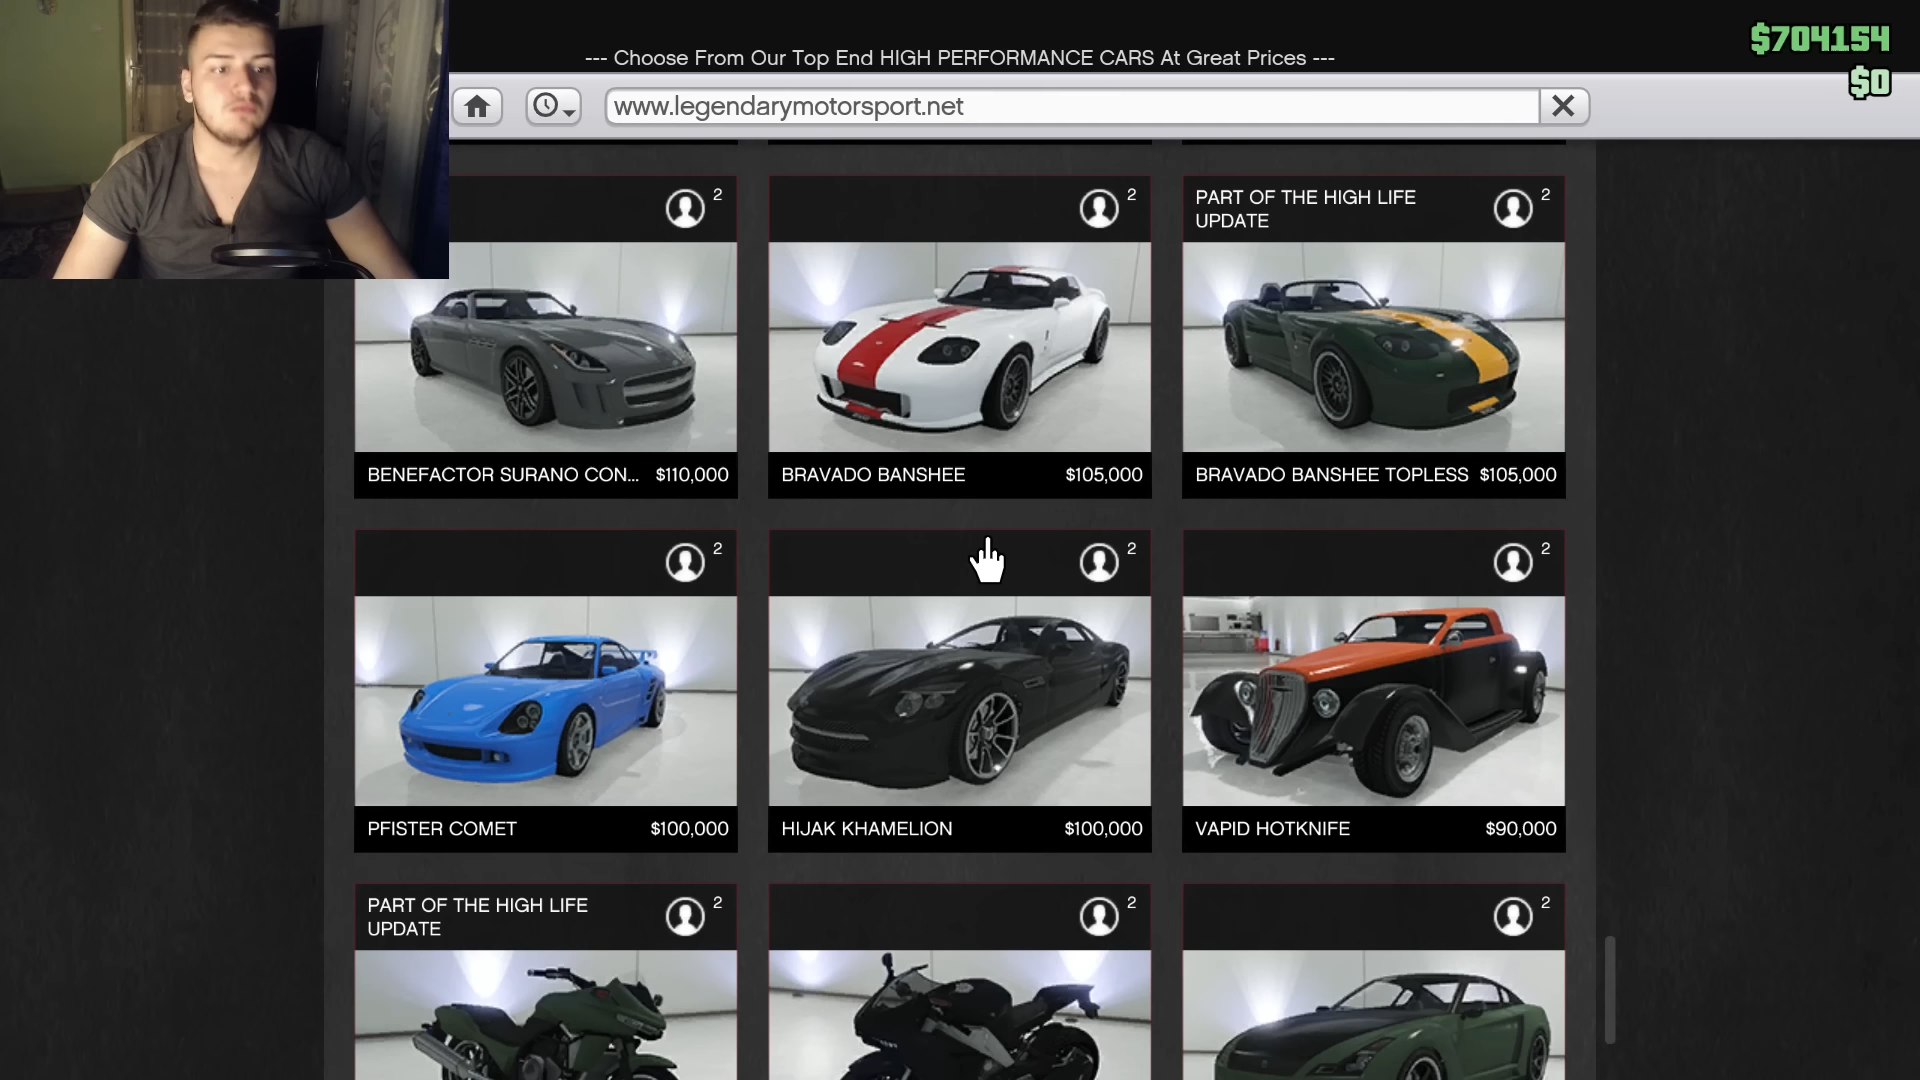 --- Choose From Our Top End HIGH PERFORMANCE CARS At Great Prices ---
$704154
$0
www.legendarymotorsport.net
2
2
PART OF THE HIGH LIFE
UPDATE
2
BENEFACTOR SURANO CON... $110,000
BRAVADO BANSHEE $105,000
BRAVADO BANSHEE TOPLESS $105,000
2
2
2
PFISTER COMET $100,000
HIJAK KHAMELION $100,000
VAPID HOTKNIFE $90,000
PART OF THE HIGH LIFE
UPDATE
2
2
2